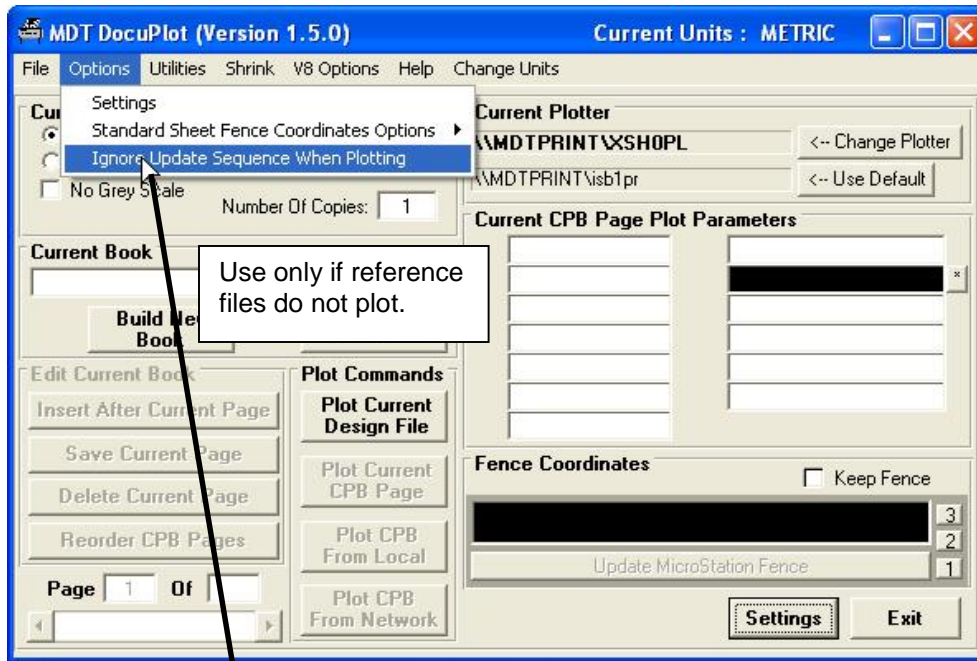 MDT DocuPlot (Version 1.5.0) Current Units : METRIC
File Options Utilities Shrink V8 Options Help Change Units
Settings
Standard Sheet Fence Coordinates Options
Ignore Update Sequence When Plotting
No Grey Scale
Number Of Copies: 1
Current Plotter
\\MDTPRINT\XSHOPL <-- Change Plotter
\\MDTPRINT\isb1pr <-- Use Default
Current CPB Page Plot Parameters
*
Current Book
Use only if reference
files do not plot.
Build New
Book
Edit Current Book
Insert After Current Page
Save Current Page
Delete Current Page
Reorder CPB Pages
Page 1 Of
Plot Commands
Plot Current
Design File
Plot Current
CPB Page
Plot CPB
From Local
Plot CPB
From Network
Fence Coordinates
Keep Fence
3
2
Update MicroStation Fence 1
Settings Exit